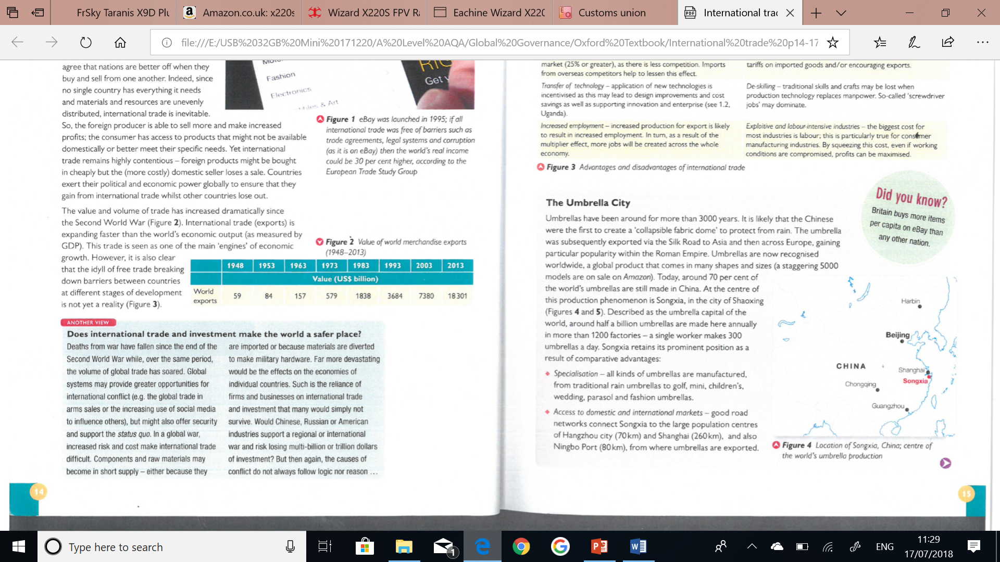 FrSky Taranis X9D Plu
Amazon.co.uk: x220s
Wizard X220S FPV Ra
Eachine Wizard X220
Customs union
International trad
file:///E:/USB%2032GB%20Mini%20171220/A%20Level%20AQA/Global%20Governance/Oxford%20Textbook/International%20trade%20p14-17
agree that nations are better off when they
buy and sell from one another. Indeed, since
no single country has everything it needs
and materials and resources are unevenly
distributed, international trade is inevitable.
So, the foreign producer is able to sell more and make increased
profits; the consumer has access to products that might not be available
domestically or better meet their specific needs. Yet international
trade remains highly contentious – foreign products might be bought
in cheaply but the (more costly) domestic seller loses a sale. Countries
exert their political and economic power globally to ensure that they
gain from international trade whilst other countries lose out.
Fashion
Electronics
& Art
Get y
Figure 1 eBay was launched in 1995; if all
international trade was free of barriers such as
trade agreements, legal systems and corruption
(as it is on eBay) then the world's real income
could be 30 per cent higher, according to the
European Trade Study Group
The value and volume of trade has increased dramatically since
the Second World War (Figure 2). International trade (exports) is
expanding faster than the world's economic output (as measured by
GDP). This trade is seen as one of the main 'engines' of economic
growth. However, it is also clear
that the idyll of free trade breaking
down barriers between countries
at different stages of development
is not yet a reality (Figure 3).
Figure 2 Value of world merchandise exports
(1948–2013)
1948 1953 1963 1973 1983 1993 2003 2013
Value (US$ billion)
World
exports
59 84 157 579 1838 3684 7380 18301
ANOTHER VIEW
Does international trade and investment make the world a safer place?
Deaths from war have fallen since the end of the
Second World War while, over the same period,
the volume of global trade has soared. Global
systems may provide greater opportunities for
international conflict (e.g. the global trade in
arms sales or the increasing use of social media
to influence others), but might also offer security
and support the status quo. In a global war,
increased risk and cost make international trade
difficult. Components and raw materials may
become in short supply – either because they
are imported or because materials are diverted
to make military hardware. Far more devastating
would be the effects on the economies of
individual countries. Such is the reliance of
firms and businesses on international trade
and investment that many would simply not
survive. Would Chinese, Russian or American
industries support a regional or international
war and risk losing multi-billion or trillion dollars
of investment? But then again, the causes of
conflict do not always follow logic nor reason ...
14
market (25% or greater), as there is less competition. Imports
from overseas competitors help to lessen this effect.
tariffs on imported goods and/or encouraging exports.
Transfer of technology – application of new technologies is
incentivised as this may lead to design improvements and cost
savings as well as supporting innovation and enterprise (see 1.2,
Uganda).
De-skilling – traditional skills and crafts may be lost when
production technology replaces manpower. So-called 'screwdriver
jobs' may dominate.
Increased employment – increased production for export is likely
to result in increased employment. In turn, as a result of the
multiplier effect, more jobs will be created across the whole
economy.
Exploitive and labour-intensive industries – the biggest cost for
most industries is labour; this is particularly true for consumer
manufacturing industries. By squeezing this cost, even if working
conditions are compromised, profits can be maximised.
Figure 3 Advantages and disadvantages of international trade
The Umbrella City
Umbrellas have been around for more than 3000 years. It is likely that the Chinese
were the first to create a 'collapsible fabric dome' to protect from rain. The umbrella
was subsequently exported via the Silk Road to Asia and then across Europe, gaining
particular popularity within the Roman Empire. Umbrellas are now recognised
worldwide, a global product that comes in many shapes and sizes (a staggering 5000
models are on sale on Amazon). Today, around 70 per cent of
the world's umbrellas are still made in China. At the centre of
this production phenomenon is Songxia, in the city of Shaoxing
(Figures 4 and 5). Described as the umbrella capital of the
world, around half a billion umbrellas are made here annually
in more than 1200 factories – a single worker makes 300
umbrellas a day. Songxia retains its prominent position as a
result of comparative advantages:
Specialisation – all kinds of umbrellas are manufactured,
from traditional rain umbrellas to golf, mini, children's,
wedding, parasol and fashion umbrellas.
Access to domestic and international markets – good road
networks connect Songxia to the large population centres
of Hangzhou city (70km) and Shanghai (260km), and also
Ningbo Port (80km), from where umbrellas are exported.
Did you know?
Britain buys more items
per capita on eBay than
any other nation.
Harbin
Beijing
CHINA
Shanghai
Songxia
Chongqing
Guangzhou
Figure 4 Location of Songxia, China; centre of
the world's umbrella production
15
Type here to search
1
ENG
11:29
17/07/2018